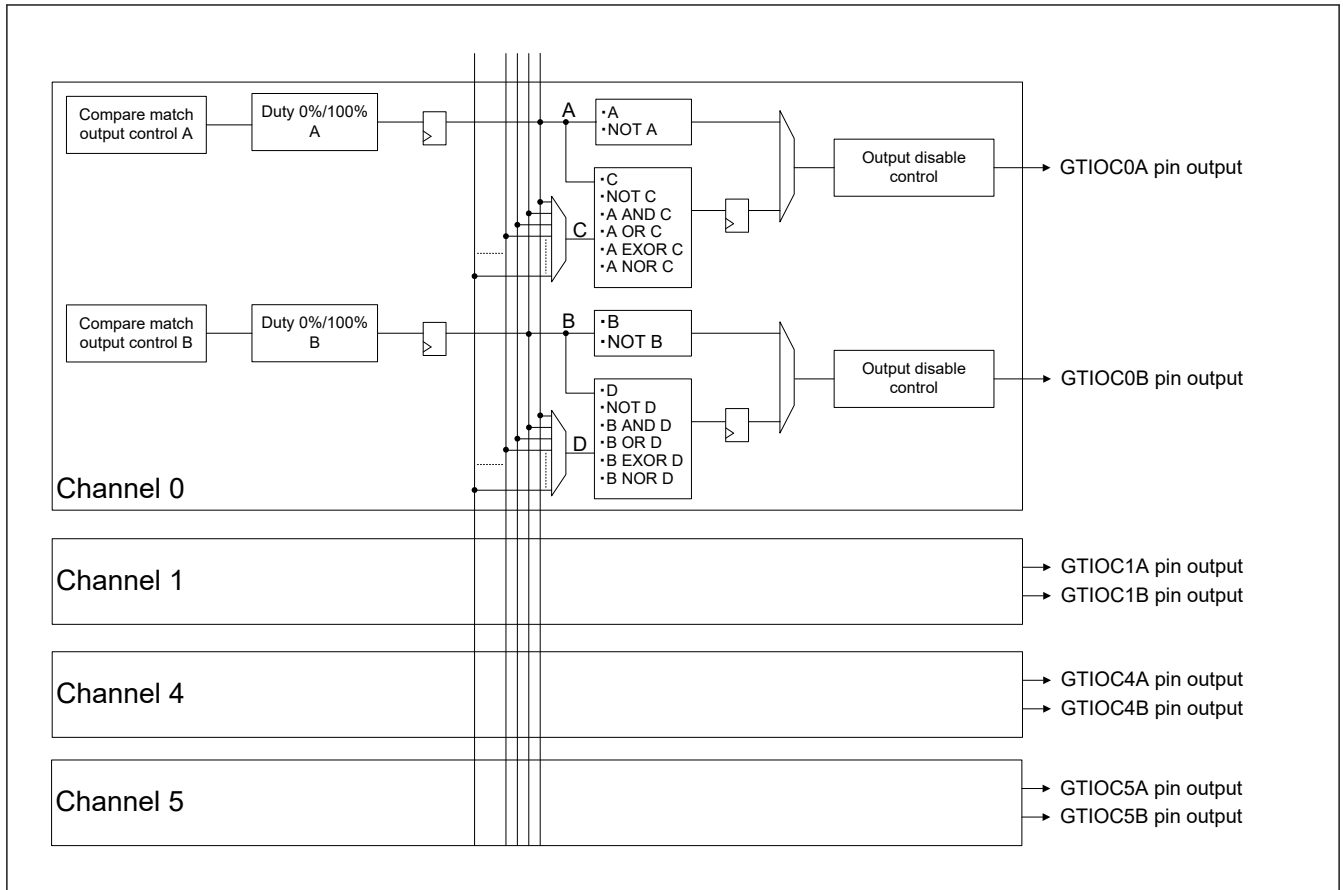 Compare match
output control A
Duty 0%/100%
A
A
・A
・NOT A
・C
・NOT C
・A AND C
・A OR C
・A EXOR C
・A NOR C
C
Output disable
control
GTIOC0A pin output
Compare match
output control B
Duty 0%/100%
B
B
・B
・NOT B
・D
・NOT D
・B AND D
・B OR D
・B EXOR D
・B NOR D
D
Output disable
control
GTIOC0B pin output
Channel 0
Channel 1
GTIOC1A pin output
GTIOC1B pin output
Channel 4
GTIOC4A pin output
GTIOC4B pin output
Channel 5
GTIOC5A pin output
GTIOC5B pin output